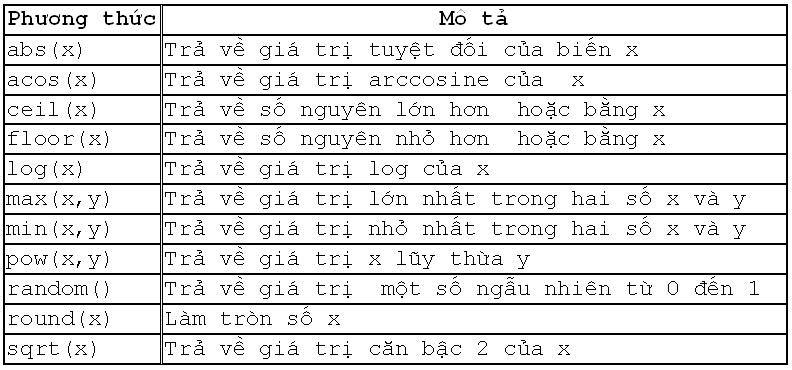 Phương thức Mô tả
abs(x) Trả về giá trị tuyệt đối của biến x
acos(x) Trả về giá trị arccosine của x
ceil(x) Trả về số nguyên lớn hơn hoặc bằng x
floor(x) Trả về số nguyên nhỏ hơn hoặc bằng x
log(x) Trả về giá trị log của x
max(x,y) Trả về giá trị lớn nhất trong hai số x và y
min(x,y) Trả về giá trị nhỏ nhất trong hai số x và y
pow(x,y) Trả về giá trị x lũy thừa y
random() Trả về giá trị một số ngẫu nhiên từ 0 đến 1
round(x) Làm tròn số x
sqrt(x) Trả về giá trị căn bậc 2 của x